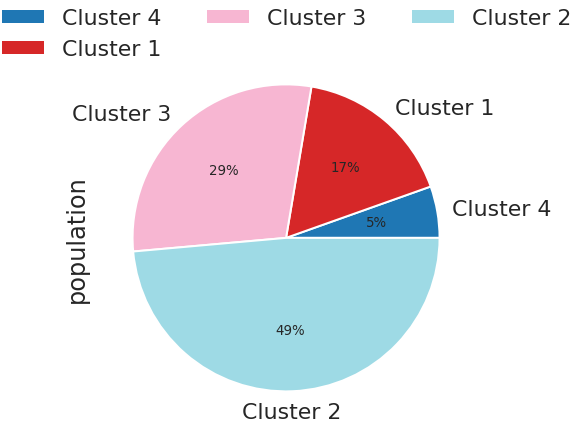 Cluster 4 Cluster 3 Cluster 2
Cluster 1
Cluster 3
Cluster 1
29%
17%
Cluster 4
5%
population
49%
Cluster 2